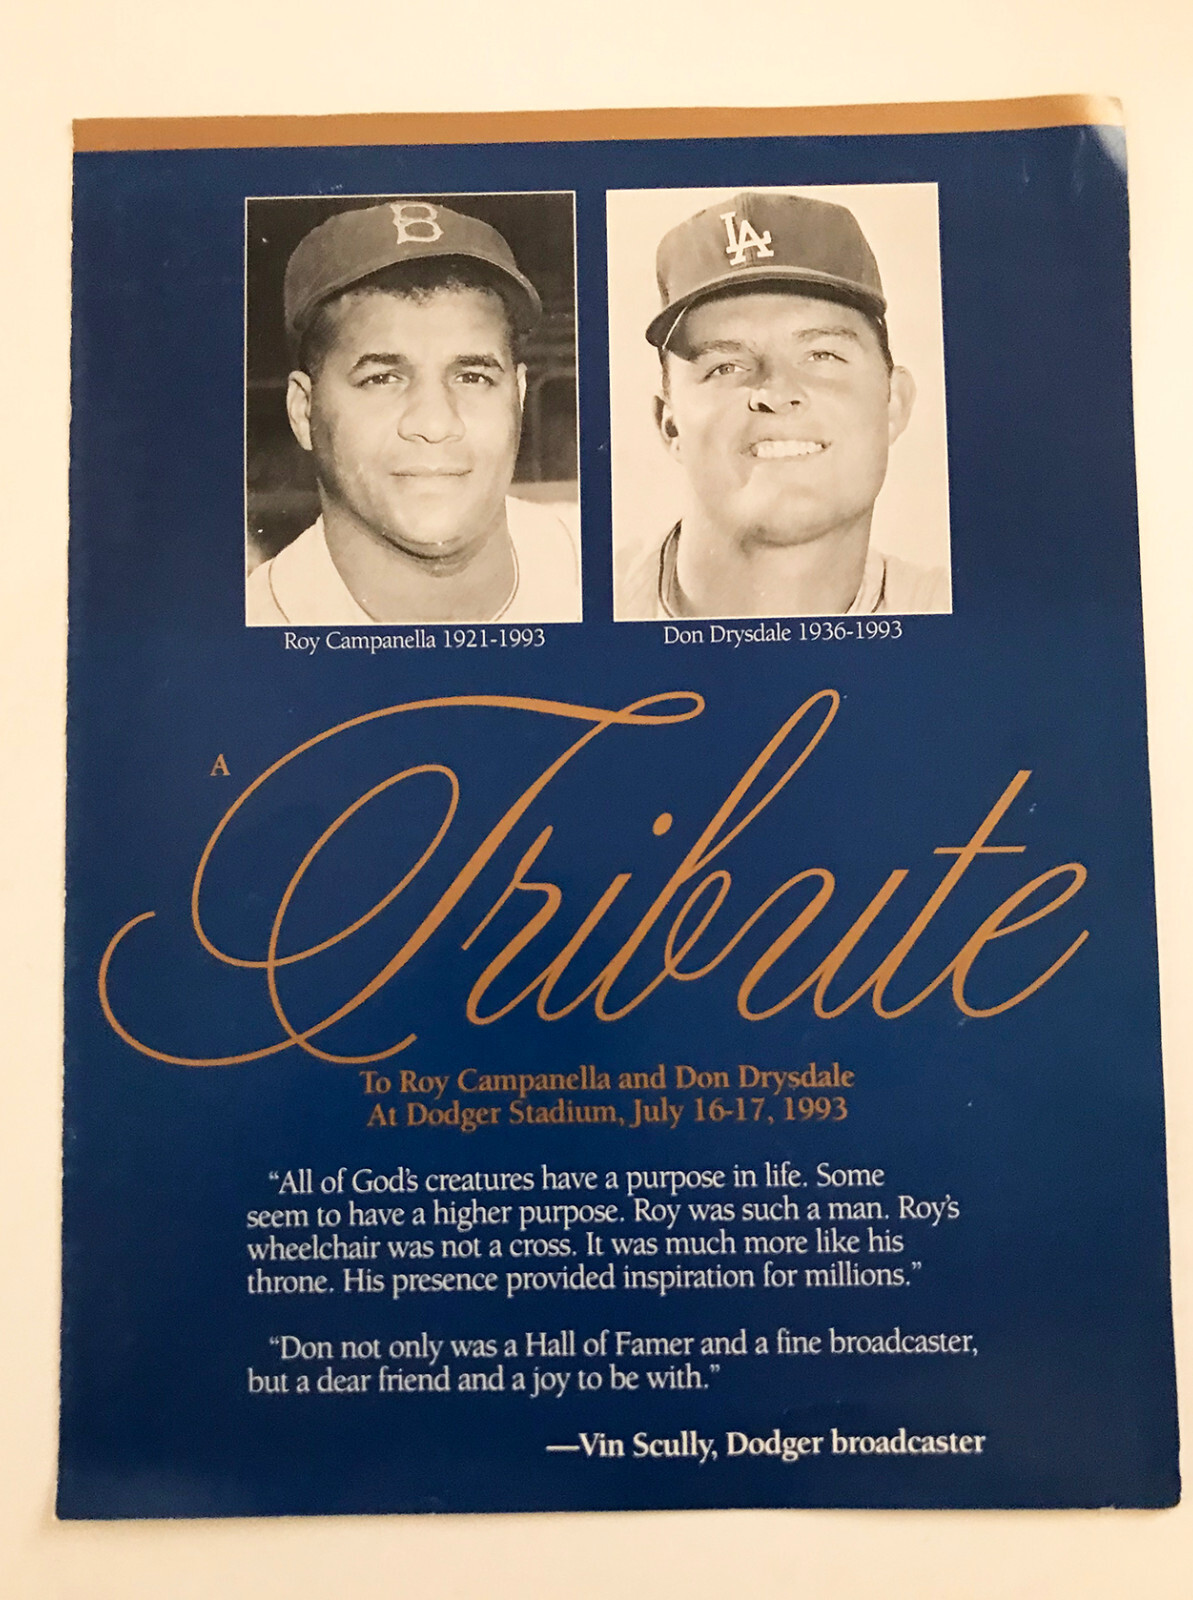 B
LA
Roy Campanella 1921-1993
Don Drysdale 1936-1993
A
Tribute
To Roy Campanella and Don Drysdale
At Dodger Stadium, July 16-17, 1993
“All of God's creatures have a purpose in life. Some
seem to have a higher purpose. Roy was such a man. Roy's
wheelchair was not a cross. It was much more like his
throne. His presence provided inspiration for millions.”
“Don not only was a Hall of Famer and a fine broadcaster,
but a dear friend and a joy to be with.”
—Vin Scully, Dodger broadcaster